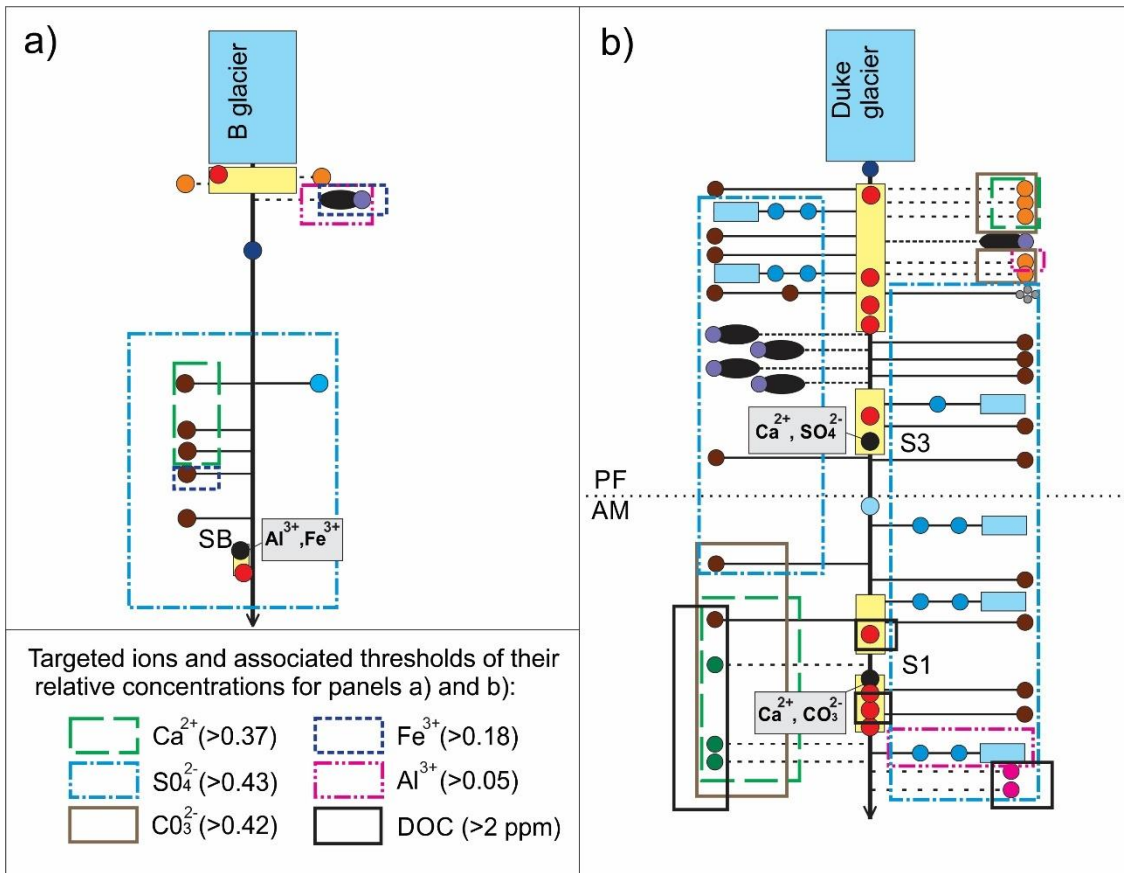 a)
B glacier
SB
Al3+,Fe3+
Targeted ions and associated thresholds of their
relative concentrations for panels a) and b):
Ca2+(>0.37)
Fe3+(>0.18)
SO42-(>0.43)
Al3+(>0.05)
C032-(>0.42)
DOC (>2 ppm)
b)
Duke
glacier
Ca2+, SO42-
S3
PF
AM
S1
Ca2+, CO32-